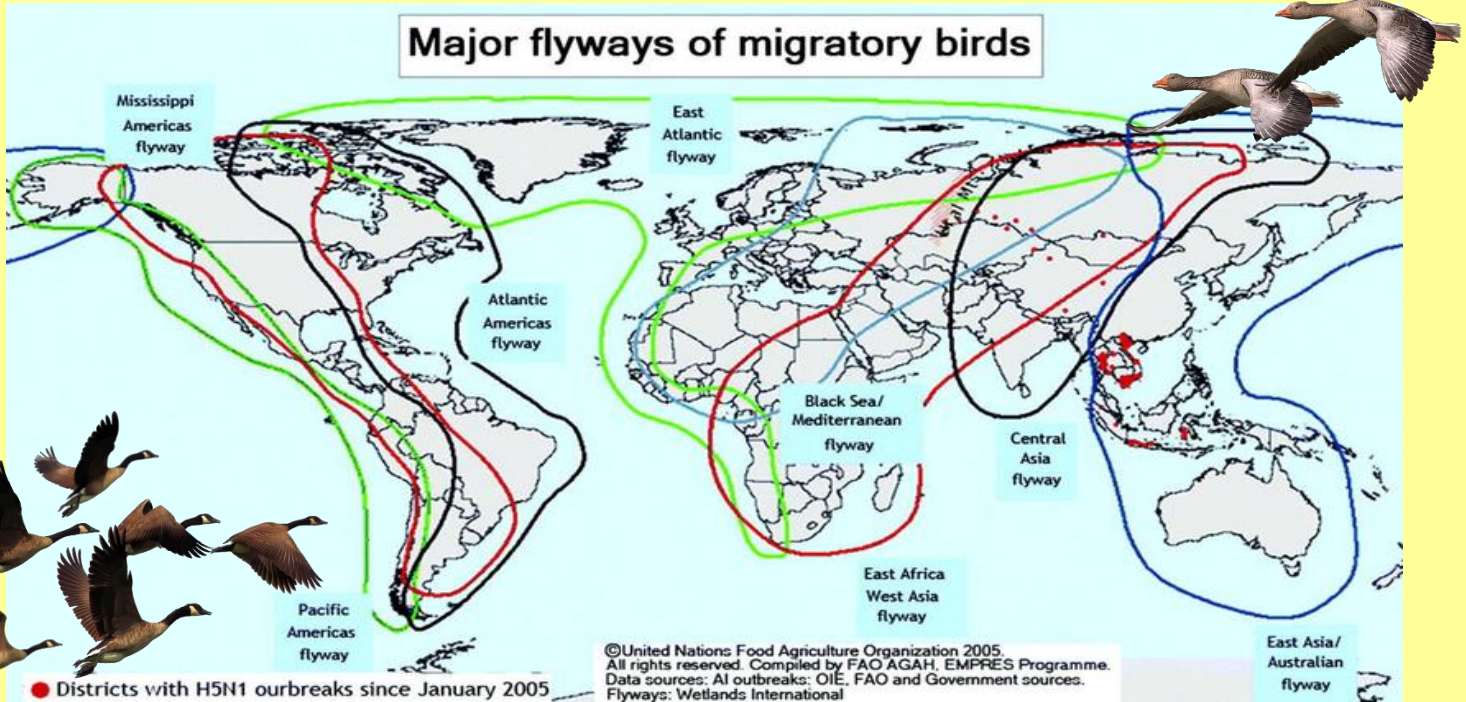 Major flyways of migratory birds
Mississippi
Americas
flyway
East
Atlantic
flyway
Atlantic
Americas
flyway
Black Sea/
Mediterranean
flyway
Central
Asia
flyway
East Africa
West Asia
flyway
Pacific
Americas
flyway
East Asia/
Australian
flyway
©United Nations Food Agriculture Organization 2005.
All rights reserved. Compiled by FAO AGAH, EMPRES Programme.
Data sources: AI outbreaks: OIE, FAO and Government sources.
Flyways: Wetlands International
Districts with H5N1 ourbreaks since January 2005